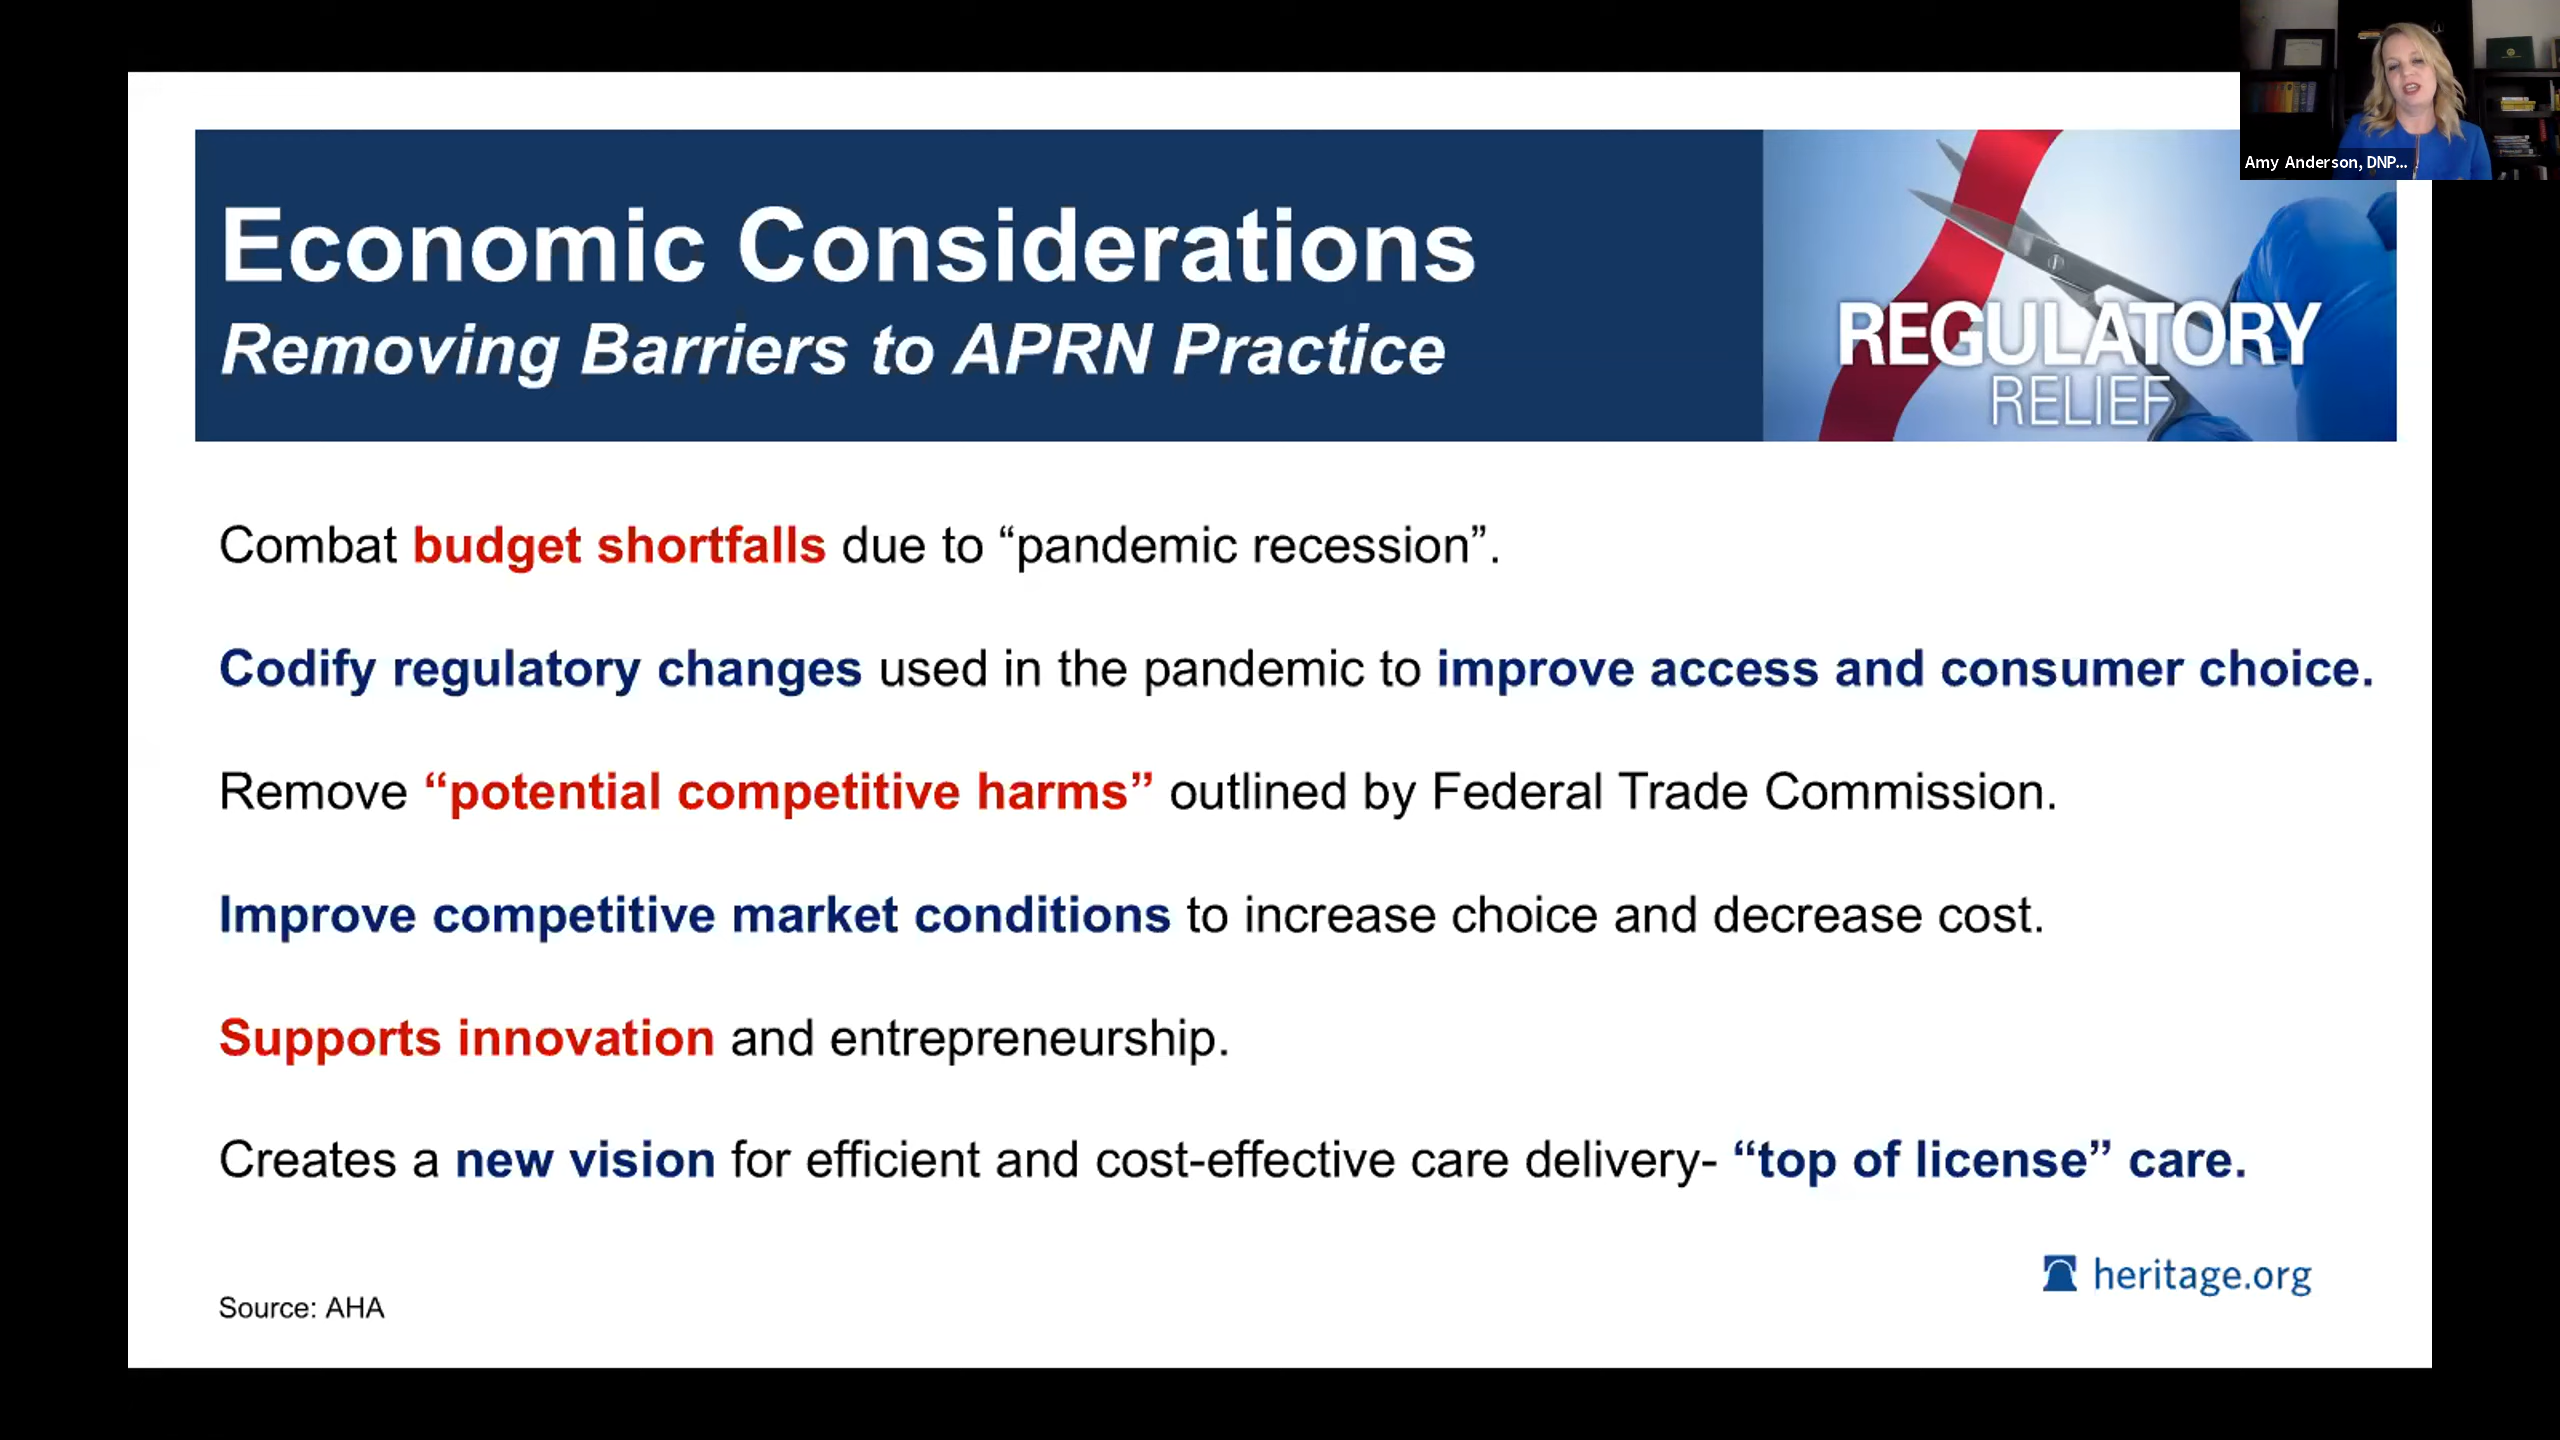 Amy Anderson, DNP...
Economic Considerations
Removing Barriers to APRN Practice
REGULATORY
RELIEF
Combat budget shortfalls due to “pandemic recession”.
Codify regulatory changes used in the pandemic to improve access and consumer choice.
Remove “potential competitive harms” outlined by Federal Trade Commission.
Improve competitive market conditions to increase choice and decrease cost.
Supports innovation and entrepreneurship.
Creates a new vision for efficient and cost-effective care delivery- “top of license” care.
heritage.org
Source: AHA